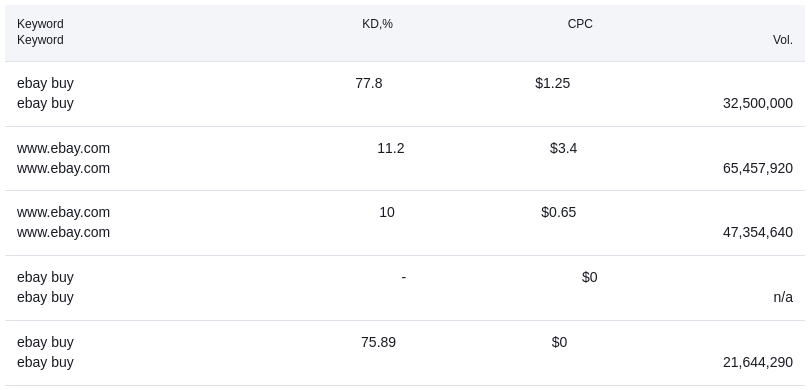 Keyword KD,% CPC
Keyword Vol.
ebay buy 77.8 $1.25
ebay buy 32,500,000
www.ebay.com 11.2 $3.4
www.ebay.com 65,457,920
www.ebay.com 10 $0.65
www.ebay.com 47,354,640
ebay buy - $0
ebay buy n/a
ebay buy 75.89 $0
ebay buy 21,644,290